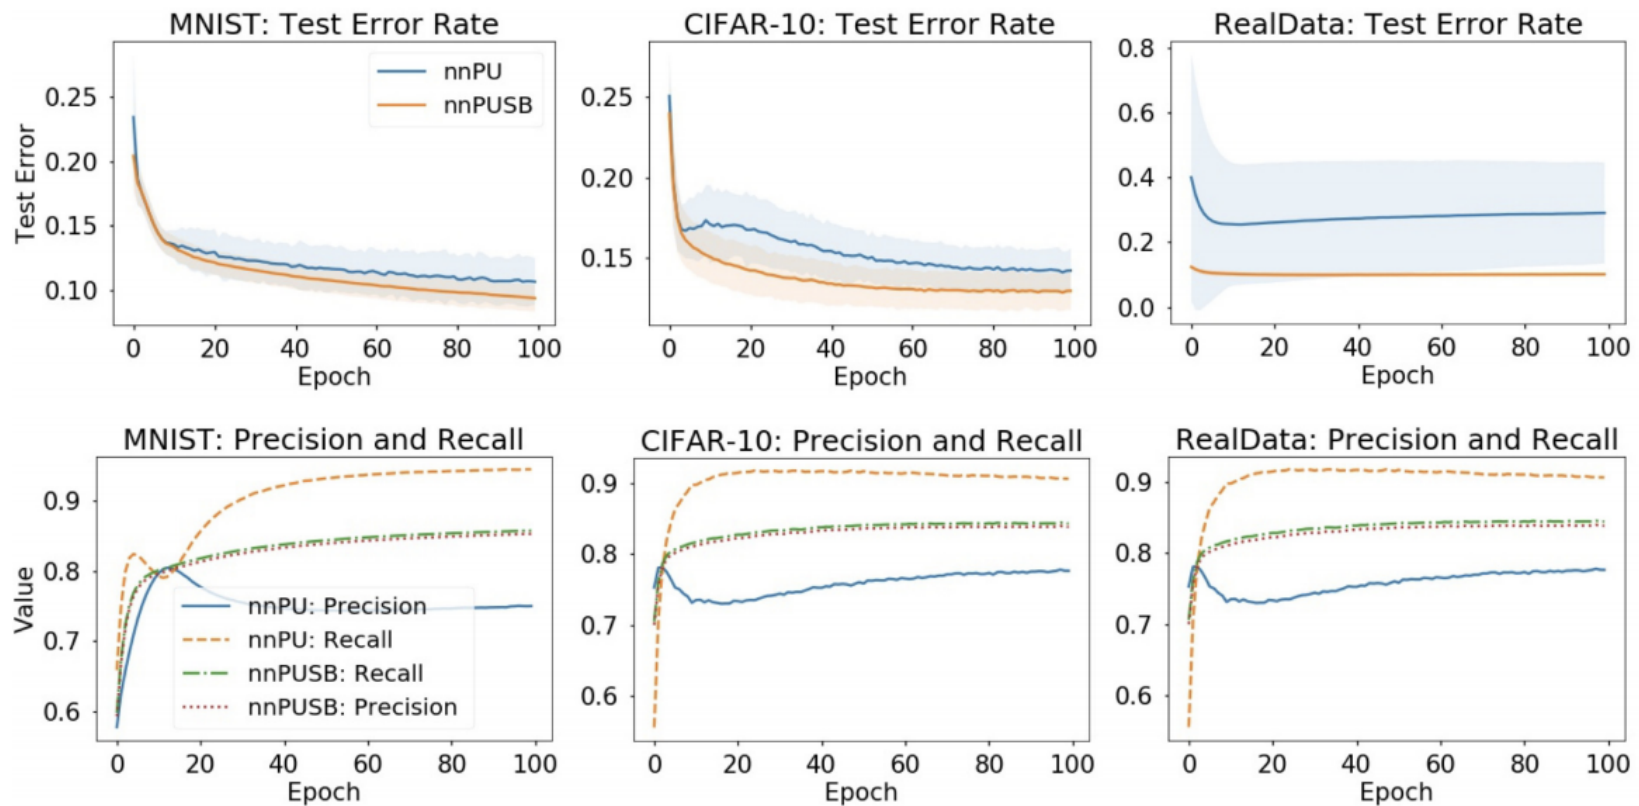 MNIST: Test Error Rate
CIFAR-10: Test Error Rate
RealData: Test Error Rate
nnPU
nnPUSB
Test Error
0.25
0.20
0.15
0.10
0 20 40 60 80 100
Epoch
0.25
0.20
0.15
0 20 40 60 80 100
Epoch
0.8
0.6
0.4
0.2
0.0
0 20 40 60 80 100
Epoch
MNIST: Precision and Recall
CIFAR-10: Precision and Recall
RealData: Precision and Recall
Value
0.9
0.8
0.7
0.6
nnPU: Precision
nnPU: Recall
nnPUSB: Recall
nnPUSB: Precision
0 20 40 60 80 100
Epoch
0.9
0.8
0.7
0.6
0 20 40 60 80 100
Epoch
0.9
0.8
0.7
0.6
0 20 40 60 80 100
Epoch